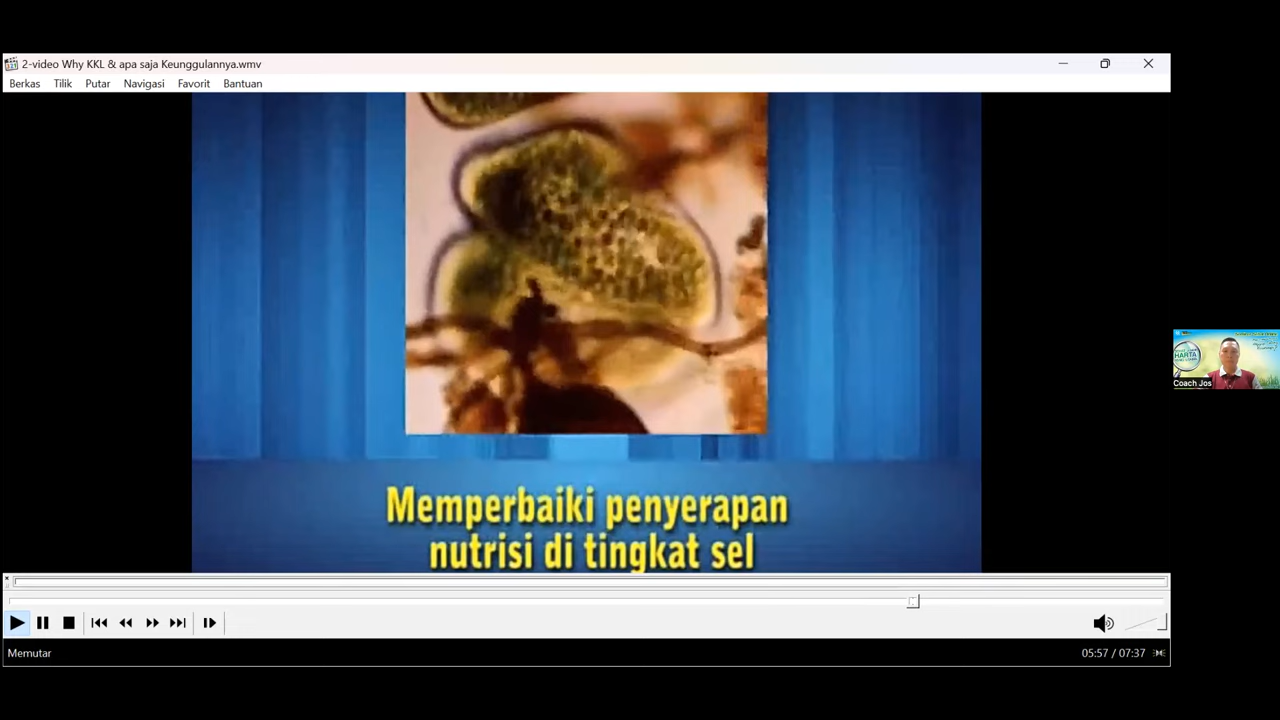 2-video Why KKL & apa saja Keunggulannya.wmv
Berkas Tilik Putar Navigasi Favorit Bantuan
Memperbaiki penyerapan
nutrisi di tingkat sel
HARTA
Coach Jos
Memutar
05:57 / 07:37